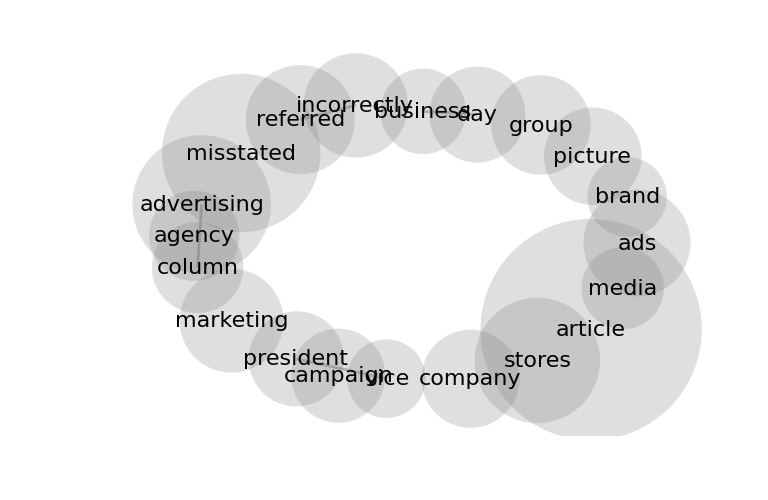 incorrectly
business
day
referred
group
misstated
picture
brand
advertising
agency
ads
column
media
marketing
article
president
stores
campaign
vice
company